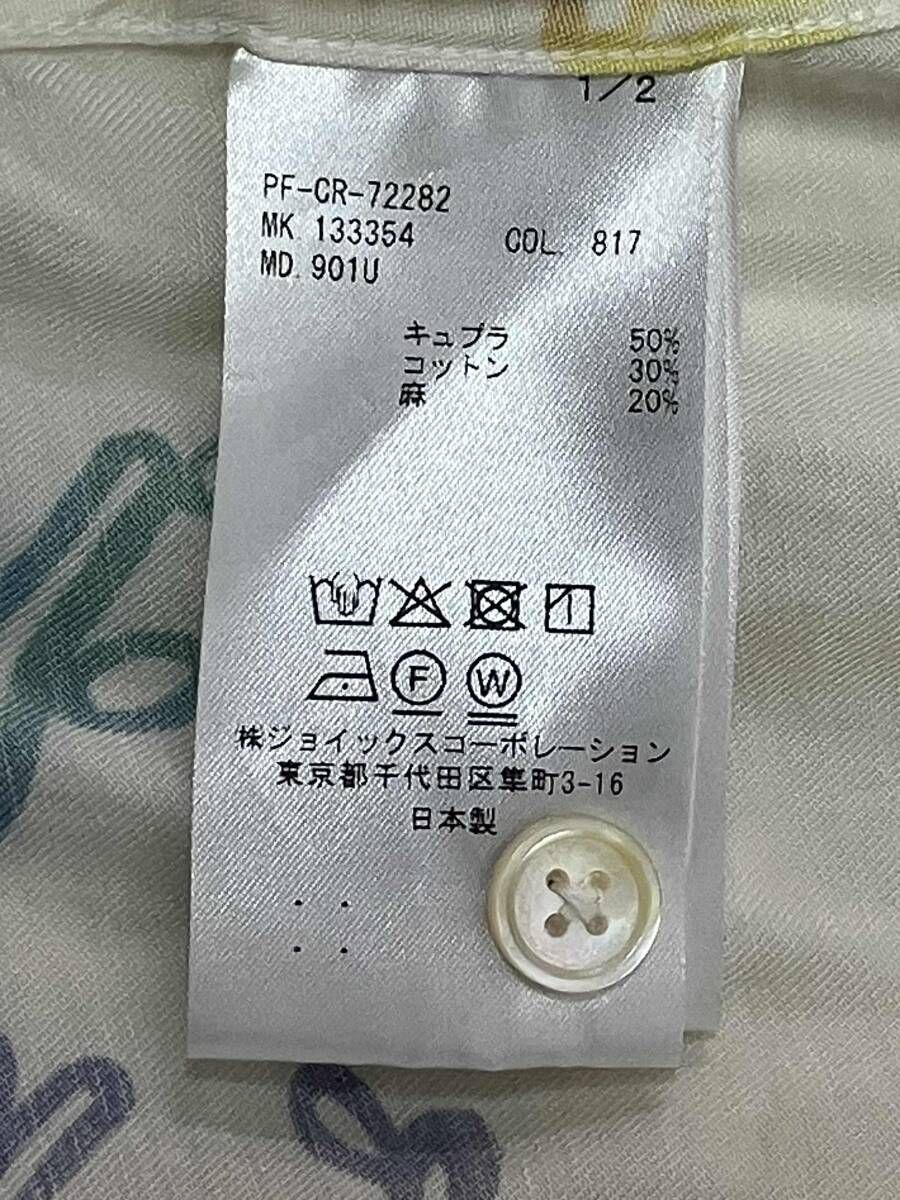 1/2
PF-CR-72282
MK. 133354 COL. 817
MD. 901U
キュプラ 50%
コットン 30%
麻 20%
F W
㈱ジョイックスコーポレーション
東京都千代田区隼町3-16
日本製